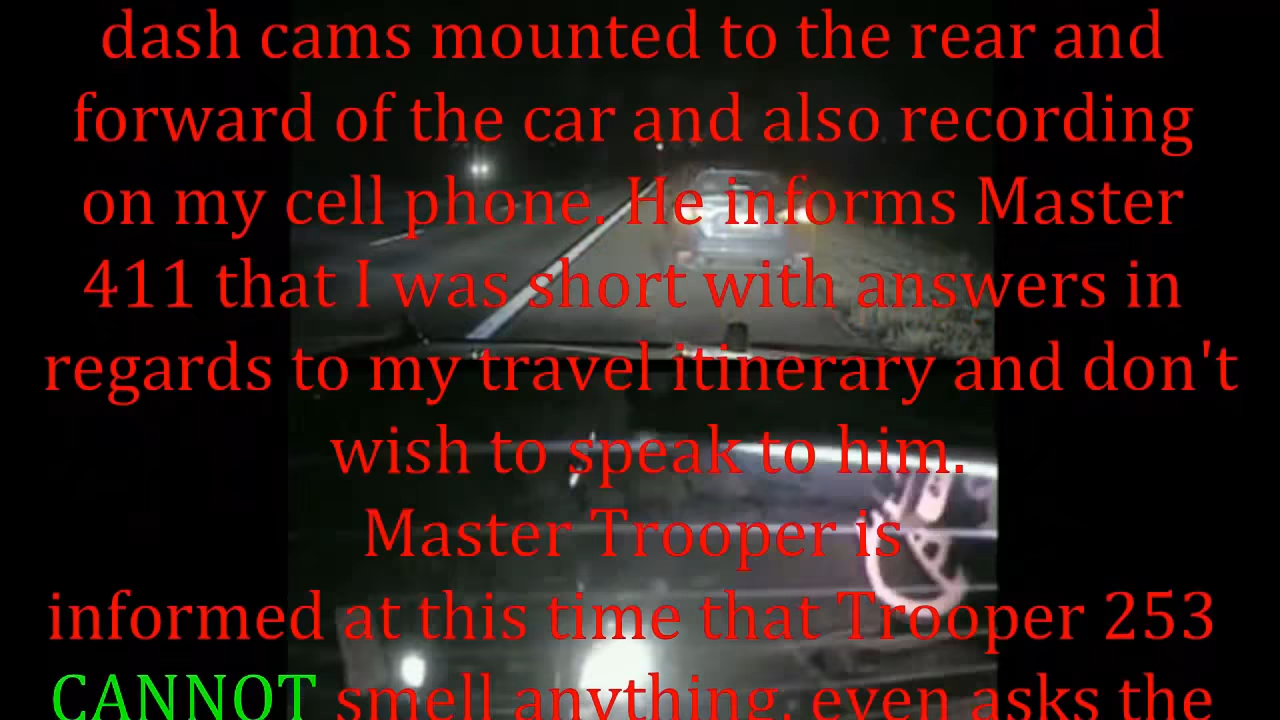 dash cams mounted to the rear and
forward of the car and also recording
on my cell phone. He informs Master
411 that I was short with answers in
regards to my travel itinerary and don't
wish to speak to him.
Master Trooper is
informed at this time that Trooper 253
CANNOT smell anything, even asks the